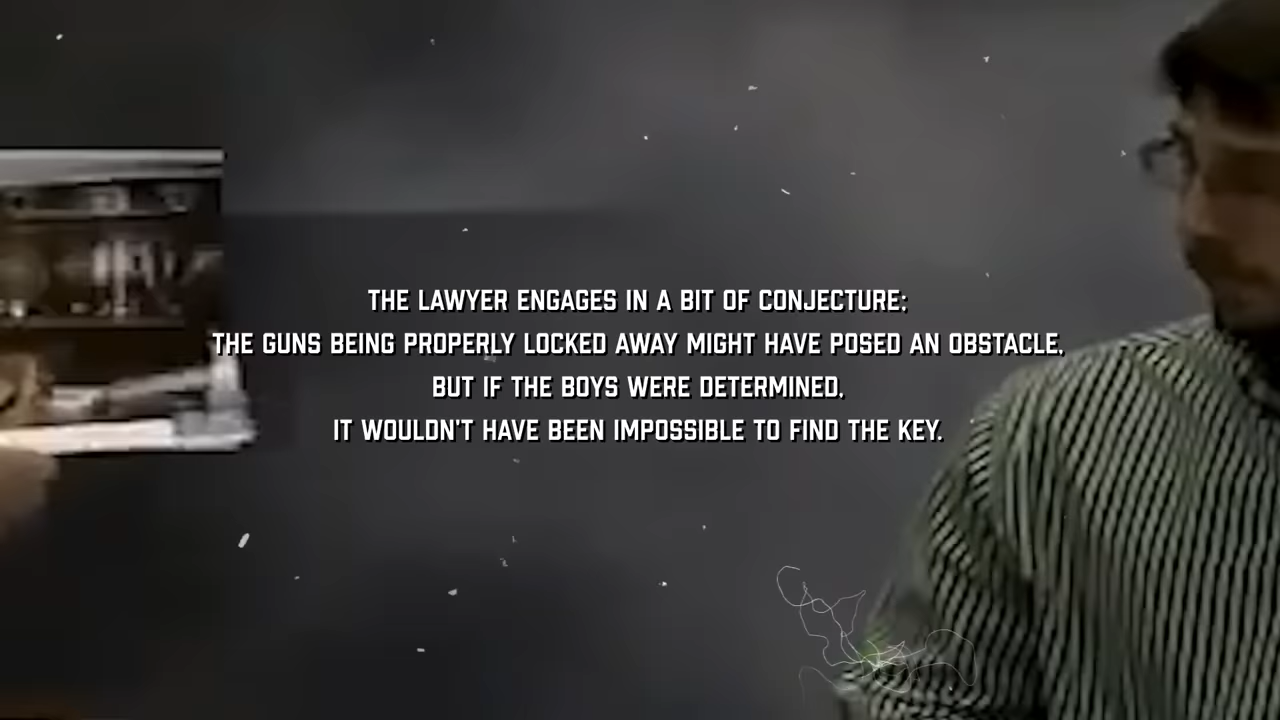 THE LAWYER ENGAGES IN A BIT OF CONJECTURE;
THE GUNS BEING PROPERLY LOCKED AWAY MIGHT HAVE POSED AN OBSTACLE,
BUT IF THE BOYS WERE DETERMINED,
IT WOULDN'T HAVE BEEN IMPOSSIBLE TO FIND THE KEY.